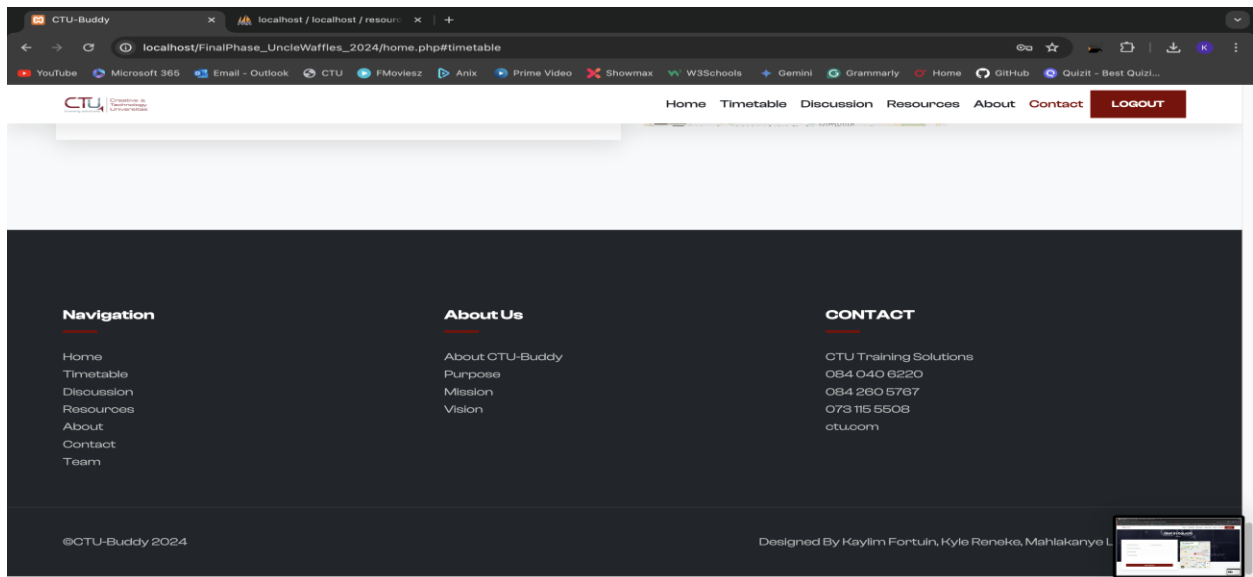 CTU-Buddy
localhost / localhost / resourc
localhost/FinalPhase_UncleWaffles_2024/home.php#timetable
K
YouTube Microsoft 365 Email - Outlook CTU FMoviesz Anix Prime Video Showmax W3Schools Gemini Grammarly Home GitHub Quizit - Best Quizi...
CTU Creative & Technology Universitas
Home Timetable Discussion Resources About Contact LOGOUT
Navigation
Home
Timetable
Discussion
Resources
About
Contact
Team
About Us
About CTU-Buddy
Purpose
Mission
Vision
CONTACT
CTU Training Solutions
084 040 6220
084 260 5767
073 115 5508
ctu.com
©CTU-Buddy 2024
Designed By Kaylim Fortuin, Kyle Reneke, Mahlakanye L